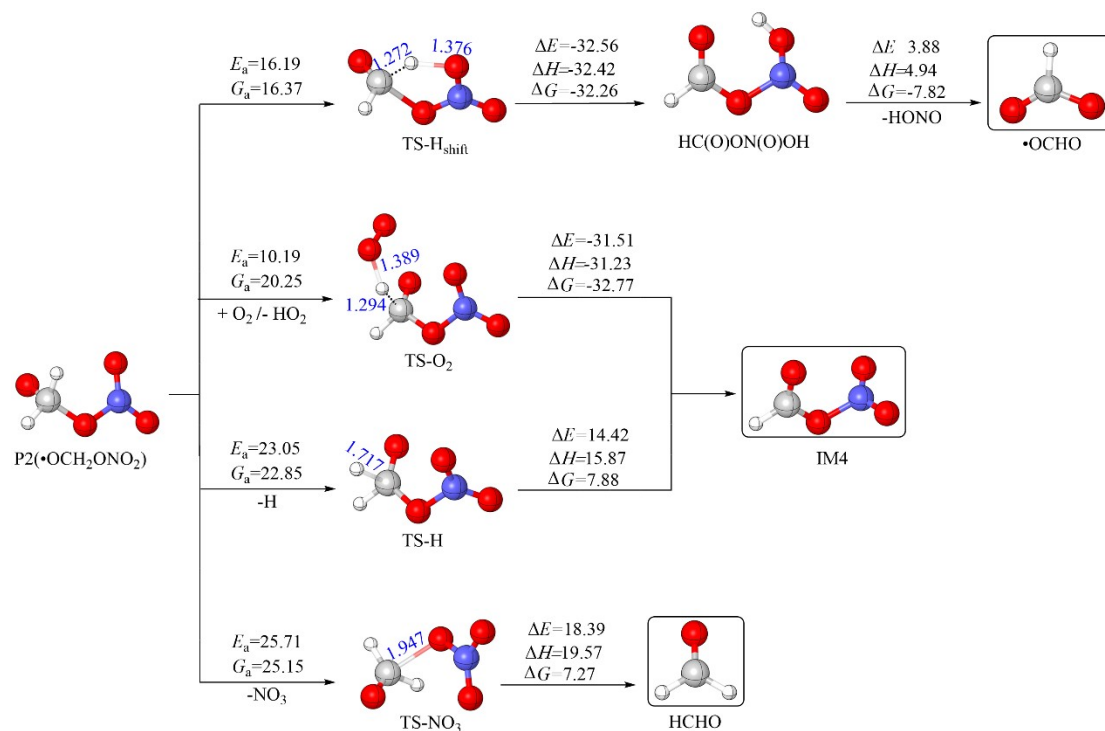 Eₐ=16.19
Gₐ=16.37
1.272
1.376
TS-Hshift
ΔE=-32.56
ΔH=-32.42
ΔG=-32.26
HC(O)ON(O)OH
ΔE 3.88
ΔH=4.94
ΔG=-7.82
-HONO
•OCHO
Eₐ=10.19
Gₐ=20.25
+ O₂ /- HO₂
1.389
1.294
TS-O₂
ΔE=-31.51
ΔH=-31.23
ΔG=-32.77
P2(•OCH₂ONO₂)
IM4
Eₐ=23.05
Gₐ=22.85
-H
1.717
TS-H
ΔE=14.42
ΔH=15.87
ΔG=7.88
Eₐ=25.71
Gₐ=25.15
-NO₃
1.947
TS-NO₃
ΔE=18.39
ΔH=19.57
ΔG=7.27
HCHO